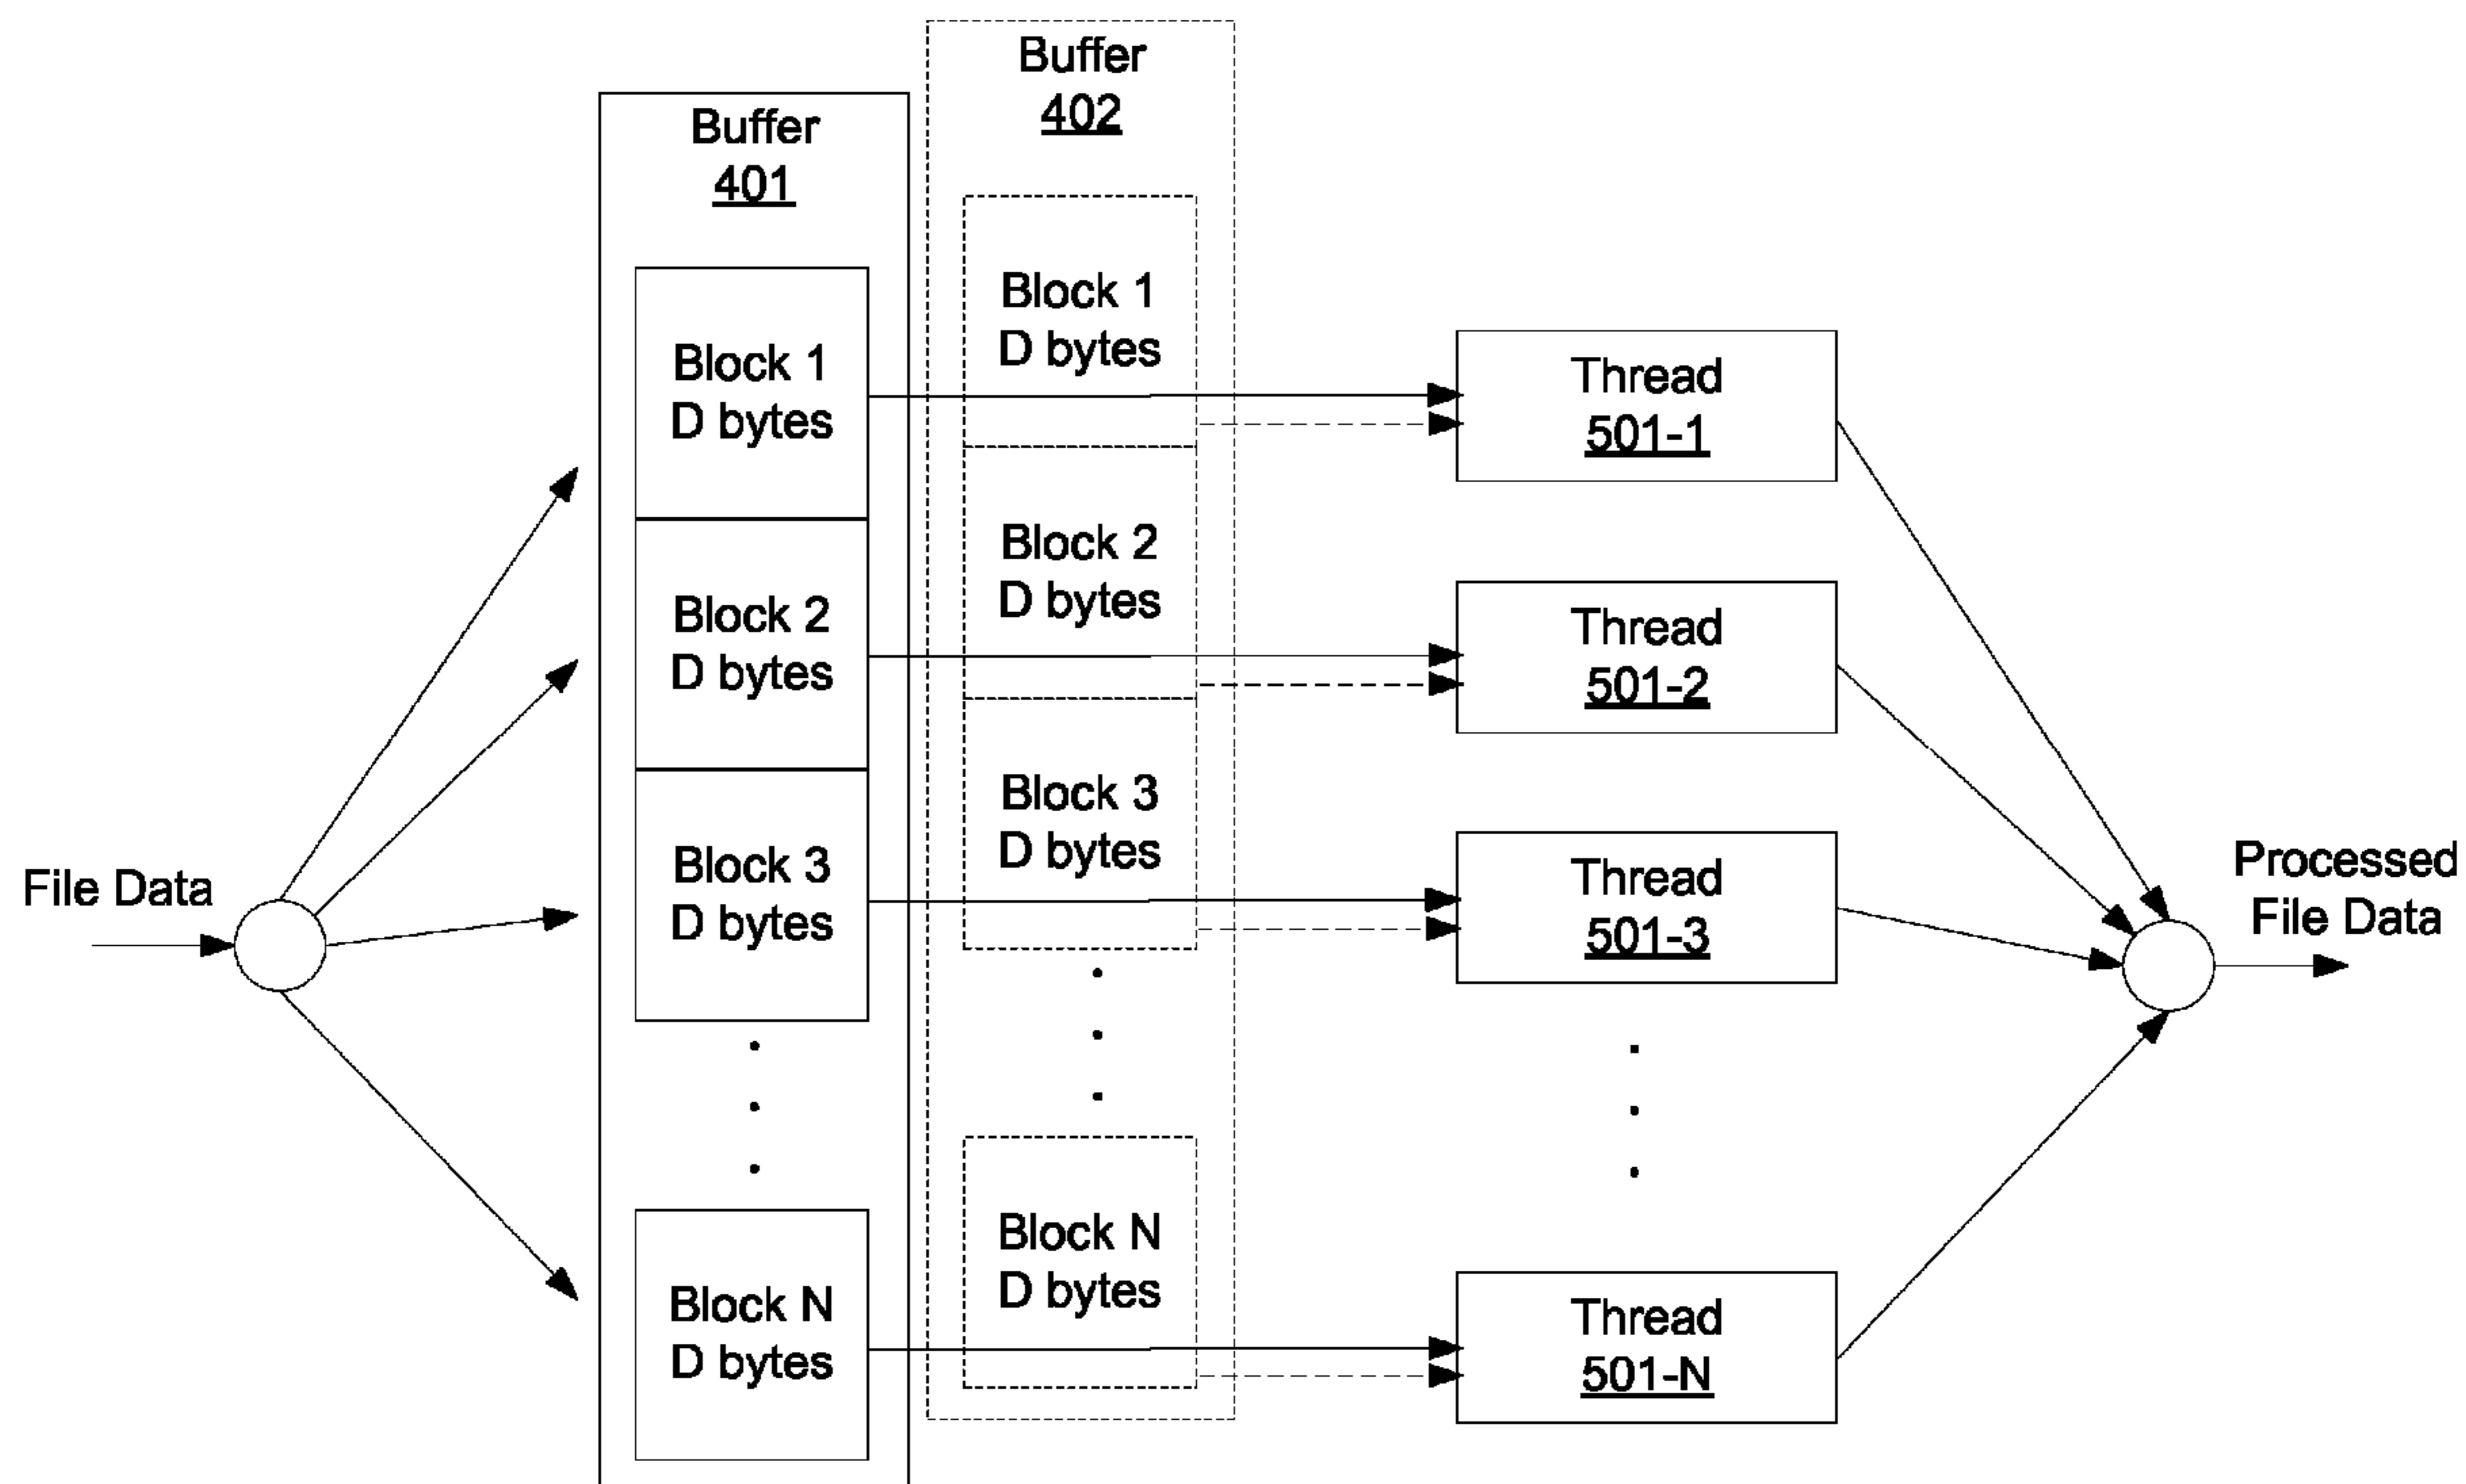 Buffer
402
Buffer
401
Block 1
D bytes
Block 1
D bytes
Thread
501-1
Block 2
D bytes
Block 2
D bytes
Thread
501-2
Block 3
D bytes
Block 3
D bytes
Thread
501-3
File Data
Processed
File Data
Block N
D bytes
Block N
D bytes
Thread
501-N